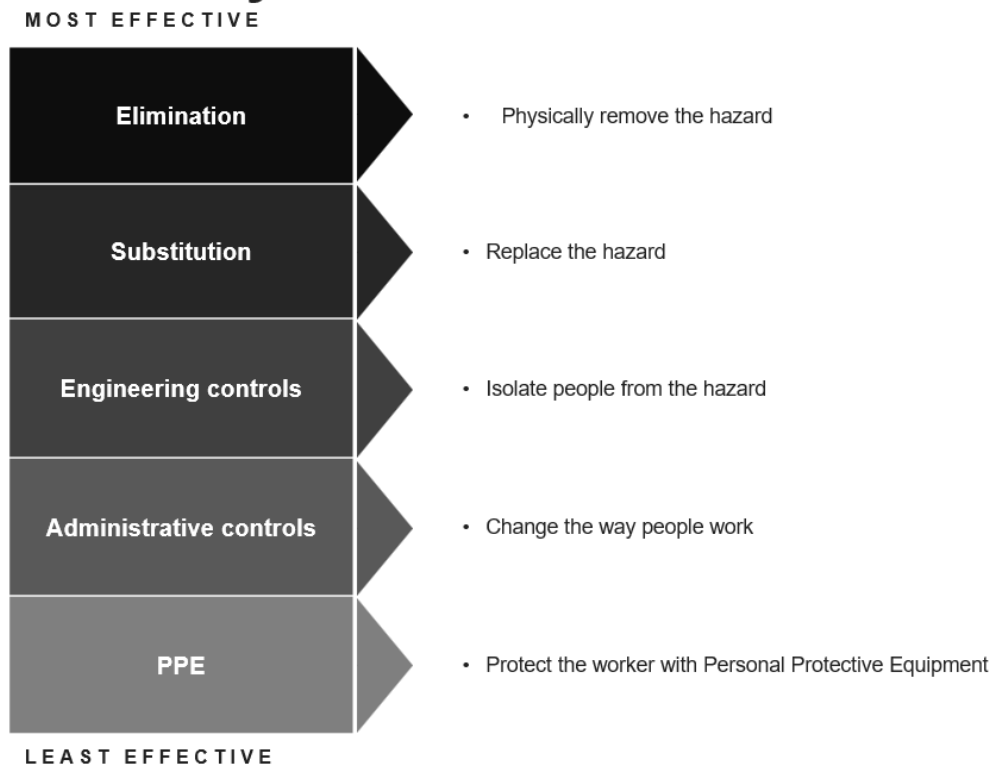 MOST EFFECTIVE
Elimination
• Physically remove the hazard
Substitution
• Replace the hazard
Engineering controls
• Isolate people from the hazard
Administrative controls
• Change the way people work
PPE
• Protect the worker with Personal Protective Equipment
LEAST EFFECTIVE